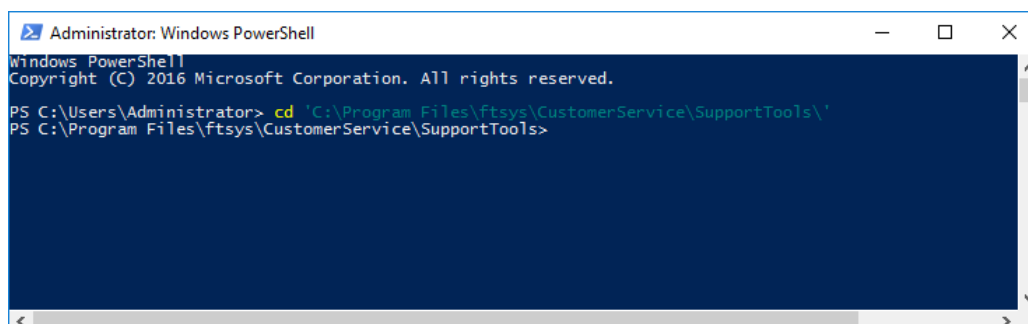 Administrator: Windows PowerShell
Windows PowerShell
Copyright (C) 2016 Microsoft Corporation. All rights reserved.
PS C:\Users\Administrator> cd 'C:\Program Files\ftsys\CustomerService\SupportTools\'
PS C:\Program Files\ftsys\CustomerService\SupportTools>